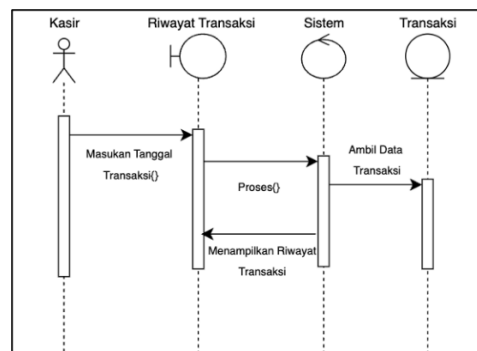 Kasir
Riwayat Transaksi
Sistem
Transaksi
Masukan Tanggal
Transaksi{}
Proses{}
Ambil Data
Transaksi
Menampilkan Riwayat
Transaksi